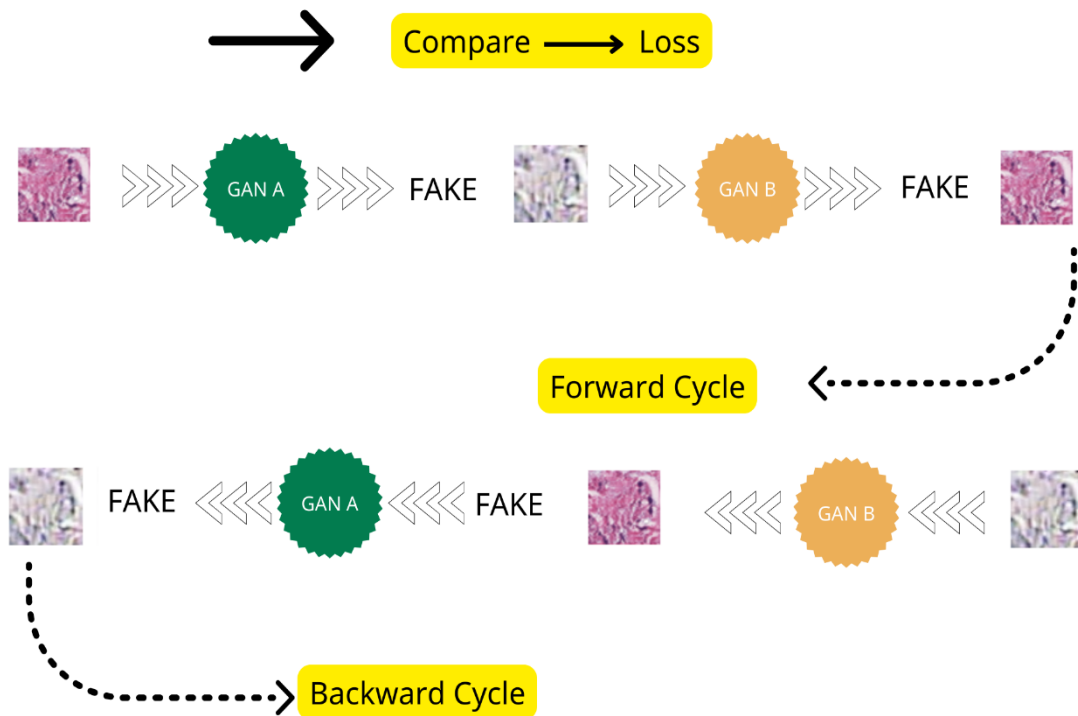 Compare → Loss
GAN A
FAKE
GAN B
FAKE
Forward Cycle
FAKE
GAN A
FAKE
GAN B
Backward Cycle